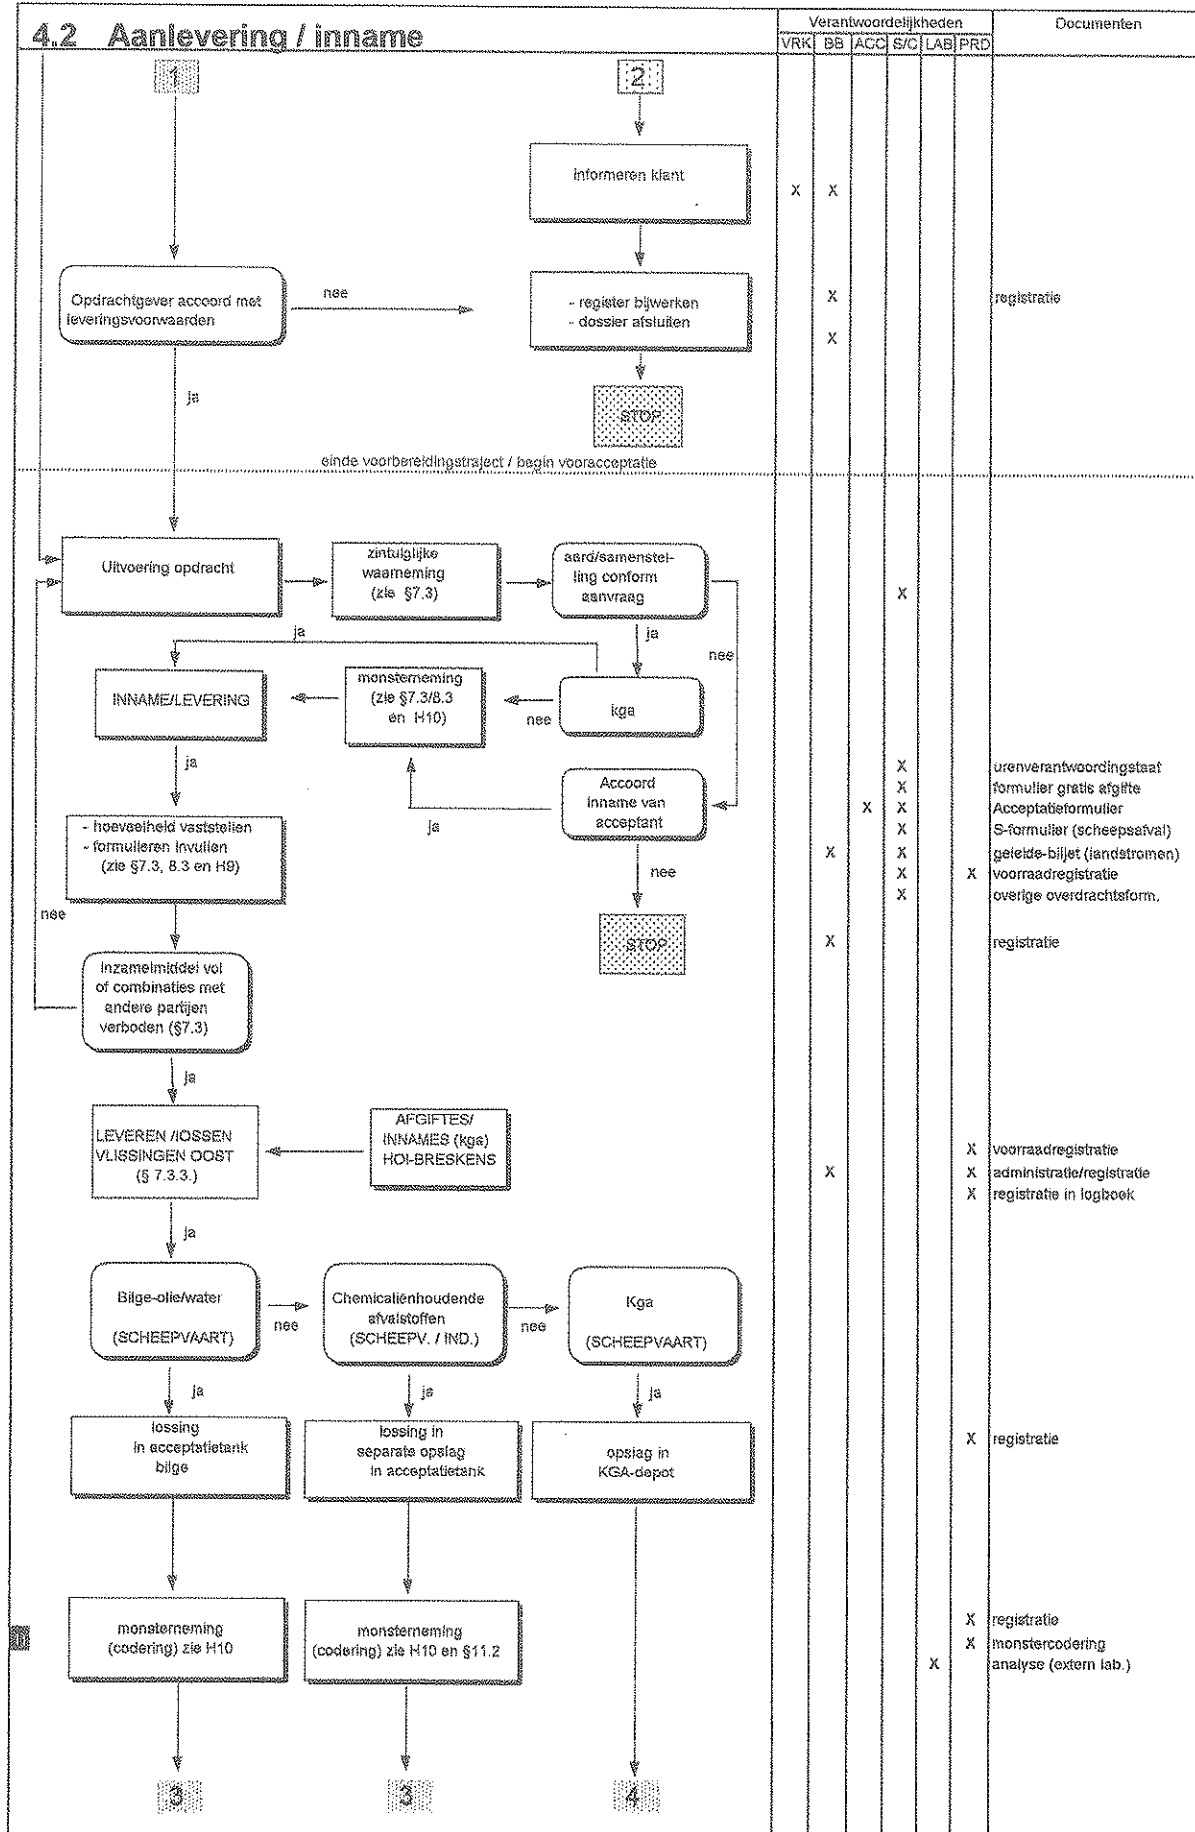 4.2 Aanlevering / inname
Verantwoordelijkheden
Documenten
VRK BB ACC S/C LAB PRD
1
2
Informeren klant
X X
Opdrachtgever accoord met
leveringsvoorwaarden
nee
- register bijwerken
- dossier afsluiten
X registratie
X
ja
STOP
einde voorbereidingstraject / begin vooracceptatie
Uitvoering opdracht
zintuiglijke
waarneming
(zie §7.3)
aard/samenstel-
ling conform
aanvraag
X
ja
ja
nee
INNAME/LEVERING
monsterneming
(zie §7.3/8.3
en H10)
nee
kga
ja
Accoord
inname van
acceptant
ja
nee
STOP
X urenverantwoordingstaat
X formulier gratis afgifte
X X Acceptatieformulier
X S-formulier (scheepsafval)
X X geleide-biljet (landstromen)
X X voorraadregistratie
X overige overdrachtsform.
X registratie
- hoeveelheid vaststellen
- formulieren invullen
(zie §7.3, 8.3 en H9)
nee
Inzamelmiddel vol
of combinaties met
andere partijen
verboden (§7.3)
ja
LEVEREN /lOSSEN
VLISSINGEN OOST
(§ 7.3.3.)
AFGIFTES/
INNAMES (kga)
HOI-BRESKENS
X voorraadregistratie
X X administratie/registratie
X registratie in logboek
ja
Bilge-olie/water
(SCHEEPVAART)
nee
Chemicaliënhoudende
afvalstoffen
(SCHEEPV. / IND.)
nee
Kga
(SCHEEPVAART)
ja
ja
ja
lossing
in acceptatietank
bilge
lossing in
separate opslag
in acceptatietank
opslag in
KGA-depot
X registratie
monsterneming
(codering) zie H10
monsterneming
(codering) zie H10 en §11.2
X registratie
X monstercodering
X analyse (extern lab.)
3
3
4